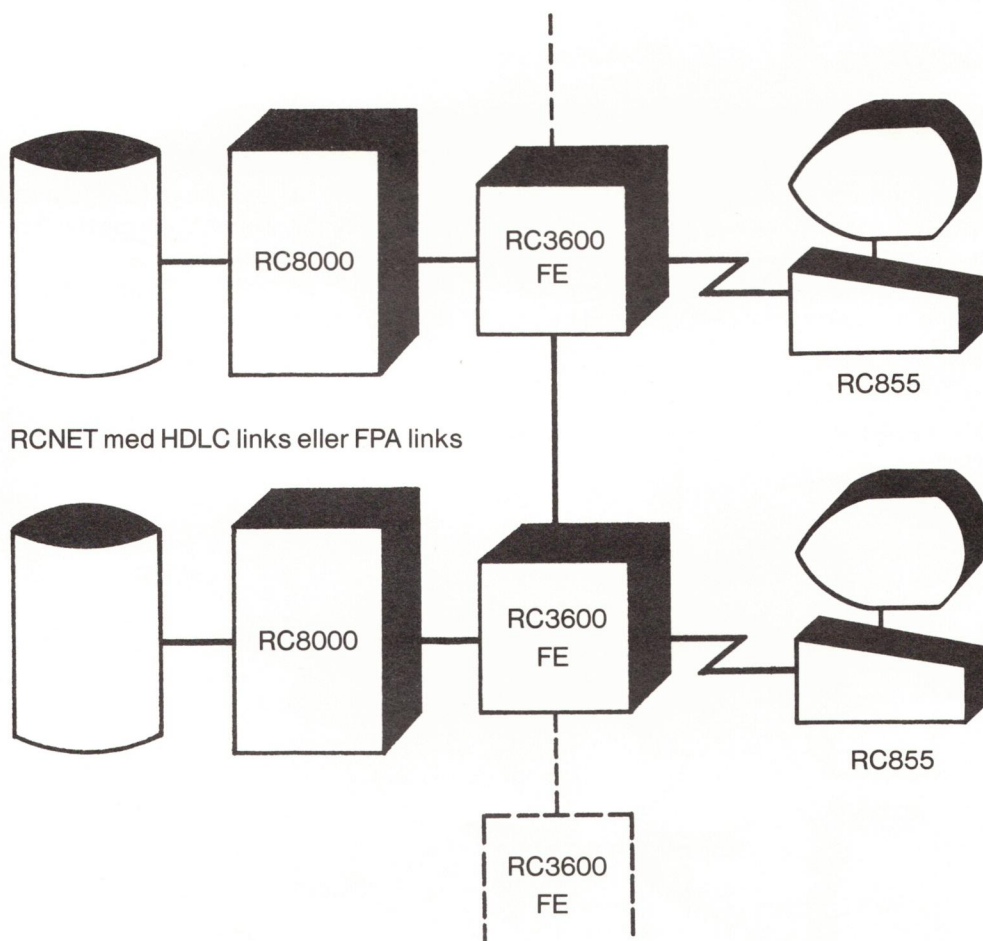 RC8000
RC3600
FE
RC855
RCNET med HDLC links eller FPA links
RC8000
RC3600
FE
RC855
RC3600
FE